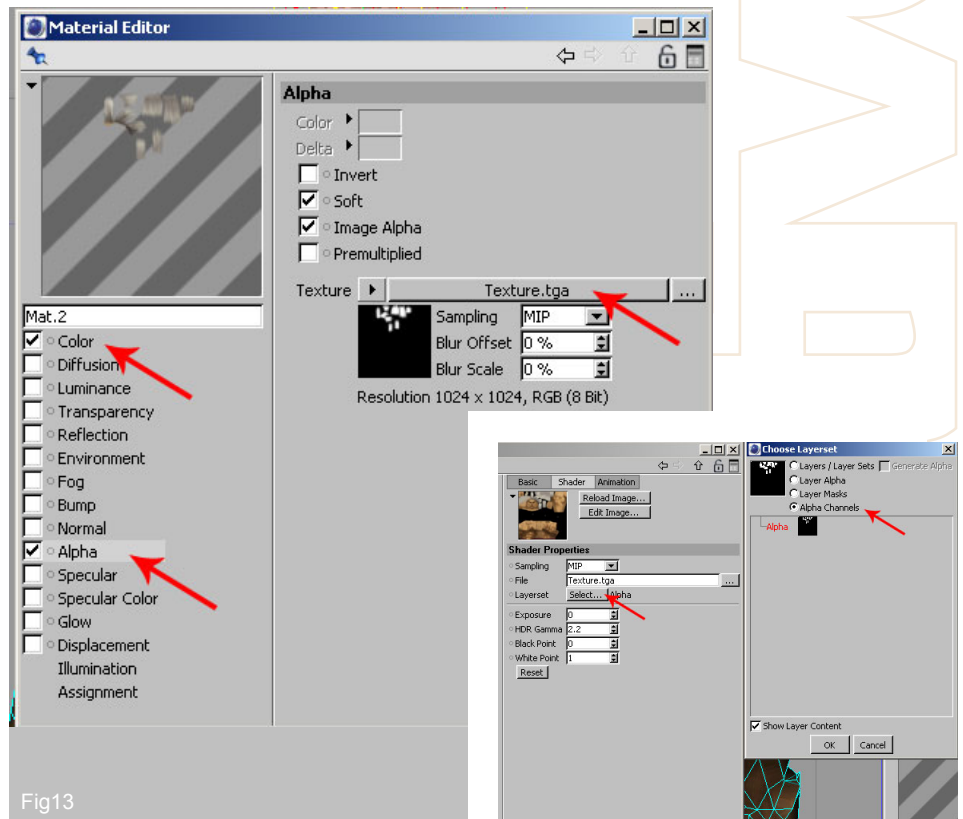 Material Editor
Alpha
Color
Delta
Invert
Soft
Image Alpha
Premultiplied
Texture Texture.tga ...
Sampling MIP
Blur Offset 0 %
Blur Scale 0 %
Resolution 1024 x 1024, RGB (8 Bit)
Mat.2
Color
Diffusion
Luminance
Transparency
Reflection
Environment
Fog
Bump
Normal
Alpha
Specular
Specular Color
Glow
Displacement
Illumination
Assignment
Basic Shader Animation
Reload Image...
Edit Image...
Shader Properties
Sampling MIP
File Texture.tga ...
Layerset Select... Alpha
Exposure 0
HDR Gamma 2.2
Black Point 0
White Point 1
Reset
Choose Layerset
Layers / Layer Sets Generate Alpha
Layer Alpha
Layer Masks
Alpha Channels
Alpha
Show Layer Content
OK Cancel
Fig13